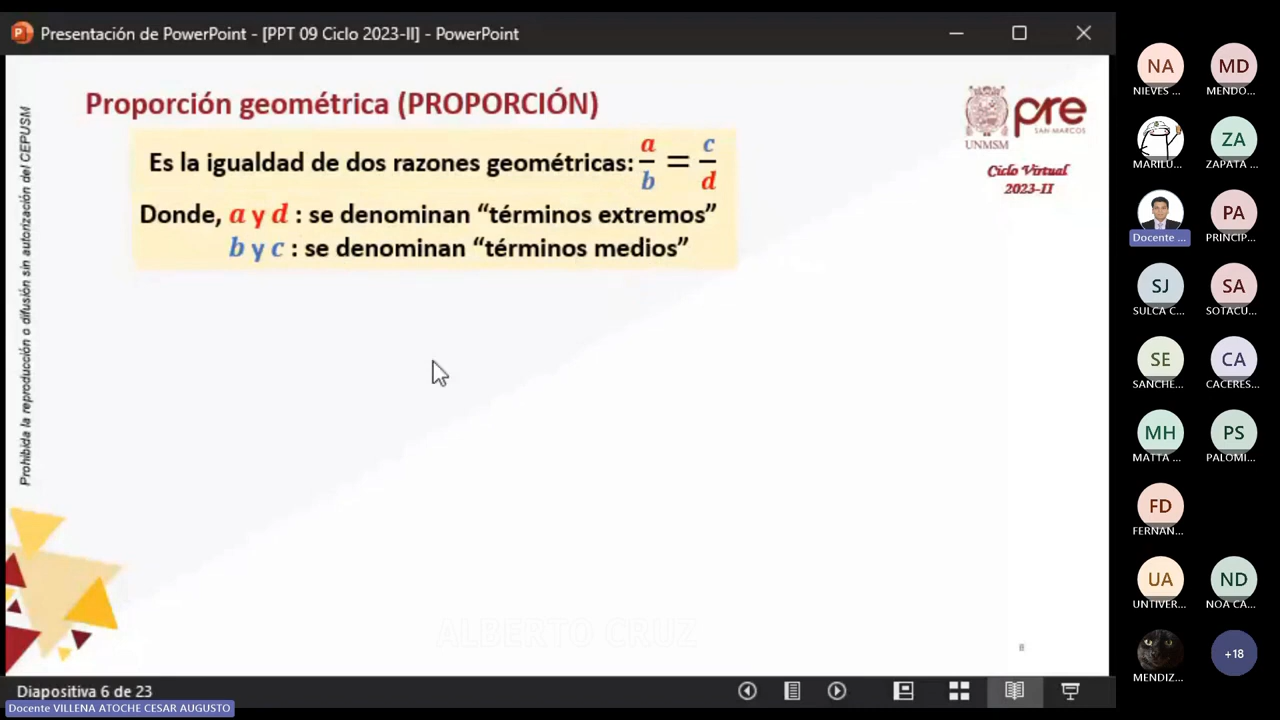 Presentación de PowerPoint - [PPT 09 Ciclo 2023-II] - PowerPoint
Proporción geométrica (PROPORCIÓN)
Es la igualdad de dos razones geométricas: a/b = c/d
Donde, a y d : se denominan “términos extremos”
b y c : se denominan “términos medios”
UNMSM
pre
SAN MARCOS
Ciclo Virtual
2023-II
Prohibida la reproducción o difusión sin autorización del CEPUSM
ALBERTO CRUZ
8
Diapositiva 6 de 23
Docente VILLENA ATOCHE CESAR AUGUSTO
NA
NIEVES ...
MD
MENDO...
MARILÚ...
ZA
ZAPATA ...
Docente ...
PA
PRINCIP...
SJ
SULCA C...
SA
SOTACU...
SE
SANCHE...
CA
CACERES...
MH
MATTA ...
PS
PALOMI...
FD
FERNAN...
UA
UNTIVER...
ND
NOA CA...
MENDIZ...
+18